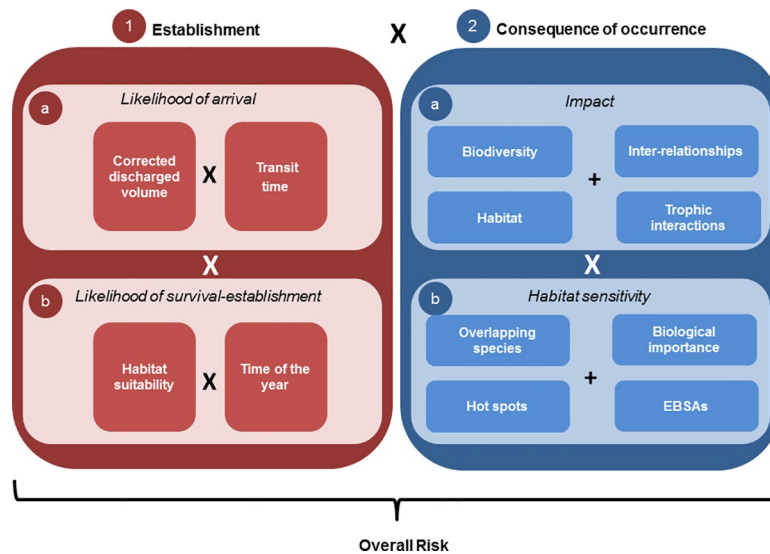 1 Establishment
X
2 Consequence of occurrence
a Likelihood of arrival
Corrected
discharged
volume
X
Transit
time
X
b Likelihood of survival-establishment
Habitat
suitability
X
Time of the
year
a Impact
Biodiversity
Inter-relationships
+
Habitat
Trophic
interactions
X
b Habitat sensitivity
Overlapping
species
Biological
importance
+
Hot spots
EBSAs
Overall Risk